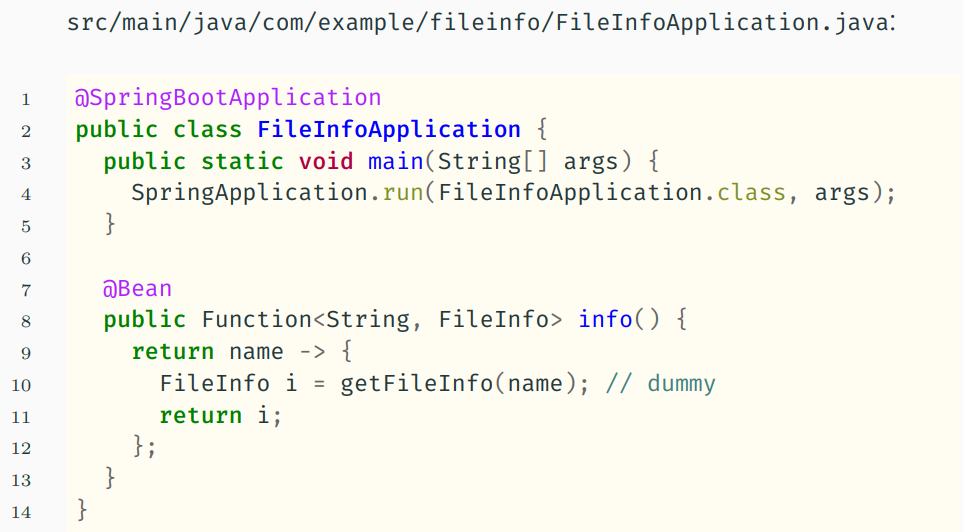 src/main/java/com/example/fileinfo/FileInfoApplication.java:
1 @SpringBootApplication
2 public class FileInfoApplication {
3   public static void main(String[] args) {
4     SpringApplication.run(FileInfoApplication.class, args);
5   }
6
7   @Bean
8   public Function<String, FileInfo> info() {
9     return name -> {
10       FileInfo i = getFileInfo(name); // dummy
11       return i;
12     };
13   }
14 }